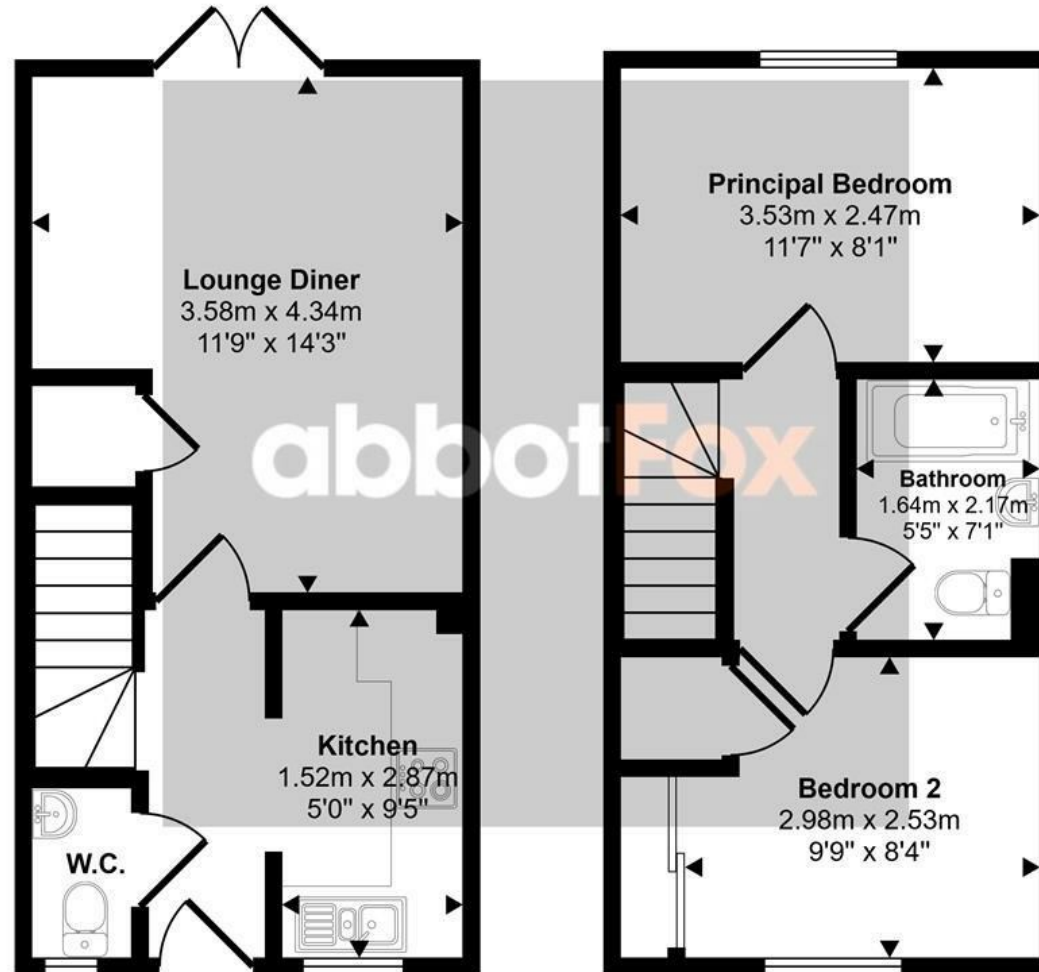 Lounge Diner
3.58m x 4.34m
11'9" x 14'3"
Kitchen
1.52m x 2.87m
5'0" x 9'5"
W.C.
Principal Bedroom
3.53m x 2.47m
11'7" x 8'1"
Bathroom
1.64m x 2.17m
5'5" x 7'1"
Bedroom 2
2.98m x 2.53m
9'9" x 8'4"
abbotFox